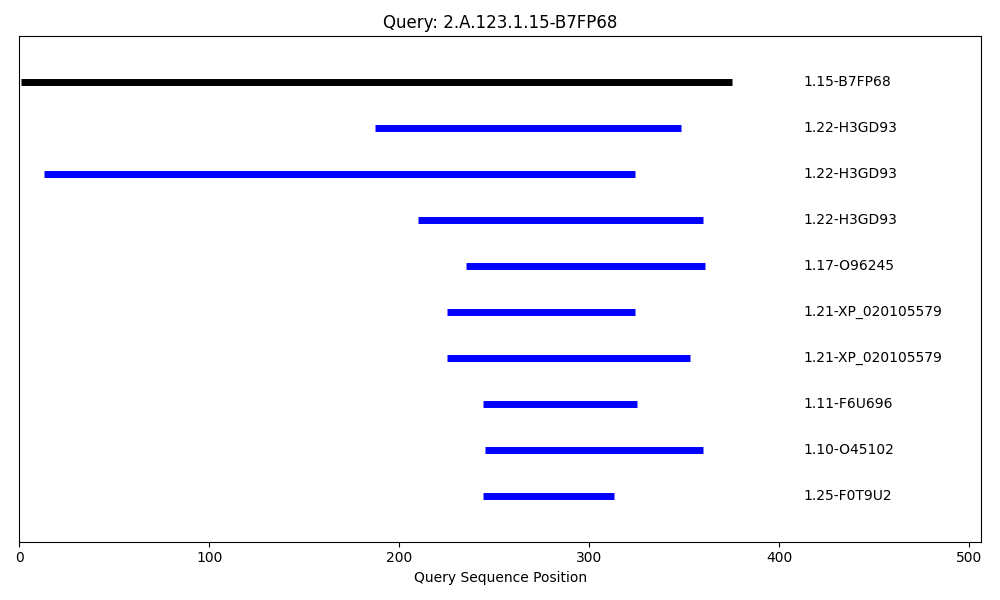 Query: 2.A.123.1.15-B7FP68
1.15-B7FP68
1.22-H3GD93
1.22-H3GD93
1.22-H3GD93
1.17-O96245
1.21-XP_020105579
1.21-XP_020105579
1.11-F6U696
1.10-O45102
1.25-F0T9U2
0 100 200 300 400 500
Query Sequence Position